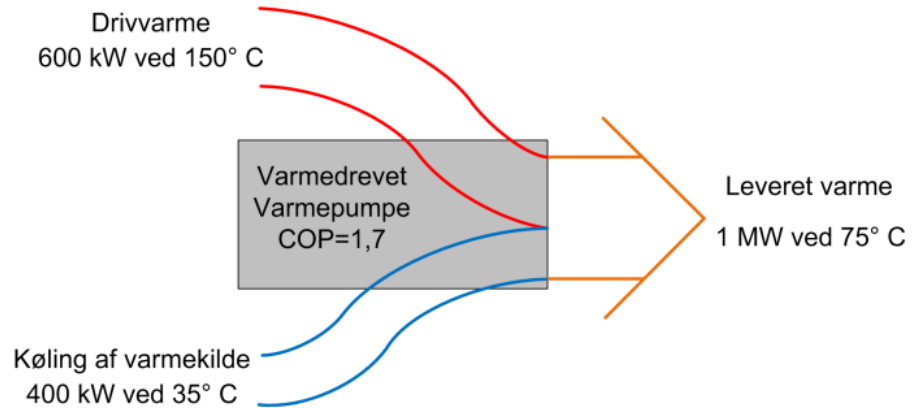 Drivvarme
600 kW ved 150° C
Varmedrevet
Varmepumpe
COP=1,7
Leveret varme
1 MW ved 75° C
Køling af varmekilde
400 kW ved 35° C